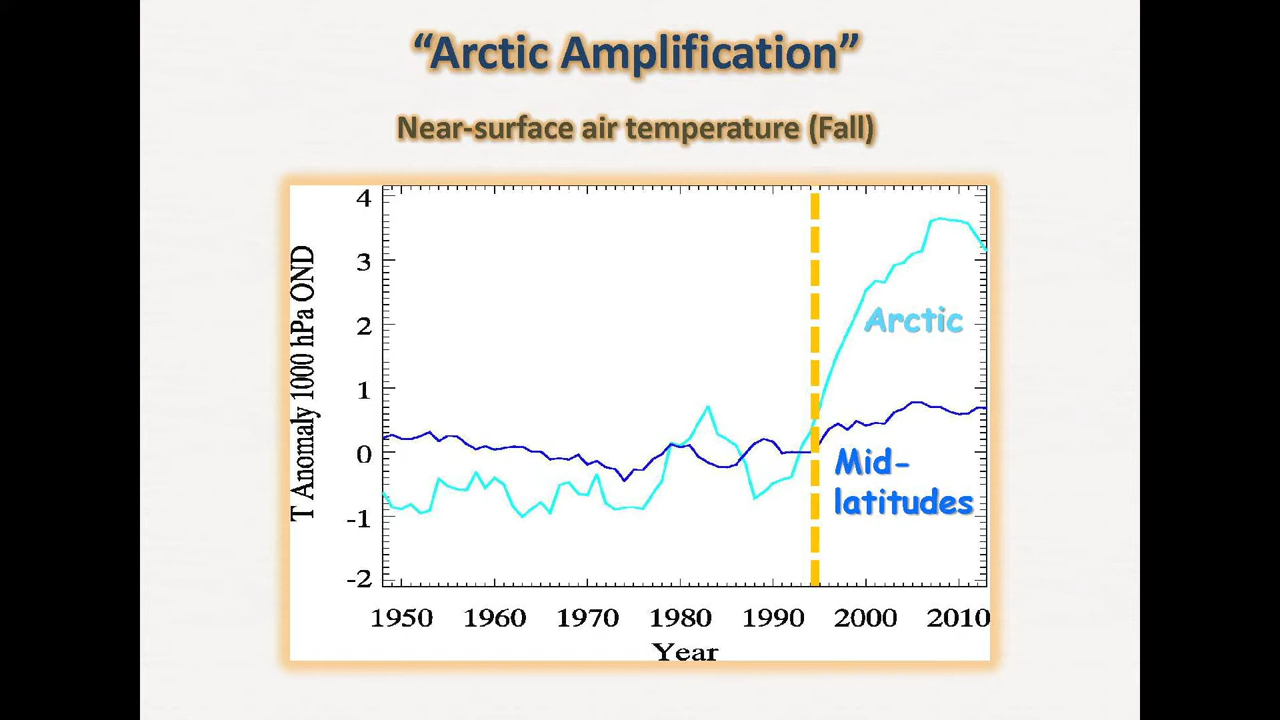 “Arctic Amplification”
Near-surface air temperature (Fall)
T Anomaly 1000 hPa OND
4
3
2
1
0
-1
-2
Arctic
Mid-
latitudes
1950 1960 1970 1980 1990 2000 2010
Year